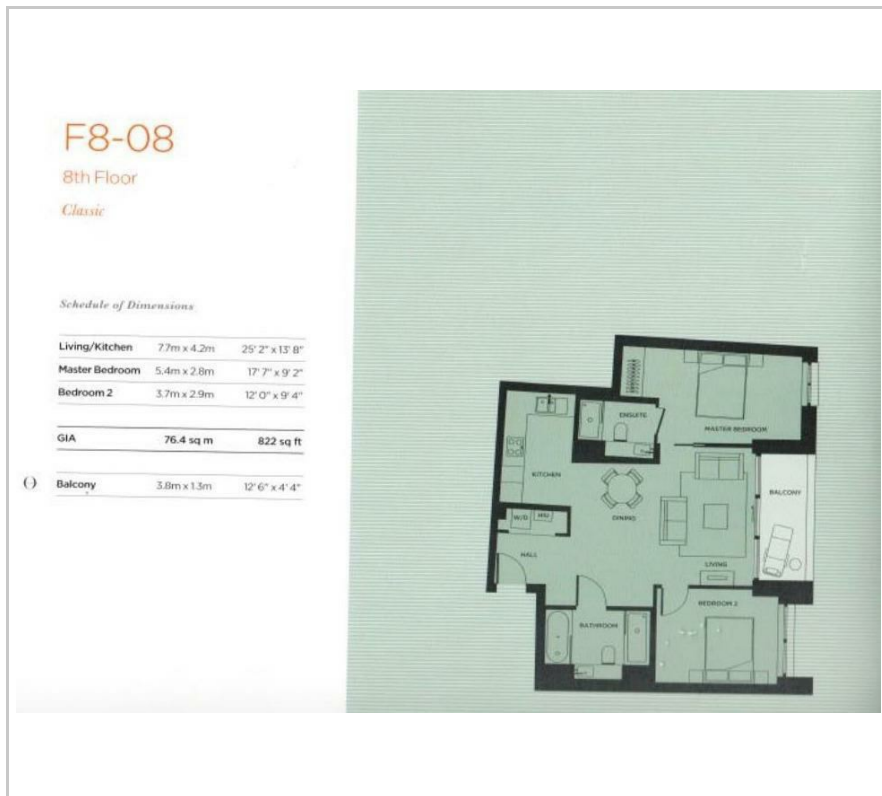 F8-08
8th Floor
Classic
Schedule of Dimensions
Living/Kitchen 7.7m x 4.2m 25' 2" x 13' 8"
Master Bedroom 5.4m x 2.8m 17' 7" x 9' 2"
Bedroom 2 3.7m x 2.9m 12' 0" x 9' 4"
GIA 76.4 sq m 822 sq ft
Balcony 3.8m x 1.3m 12' 6" x 4' 4"
ENSUITE
MASTER BEDROOM
KITCHEN
BALCONY
DINING
W/D HIU
HALL
LIVING
BEDROOM 2
BATHROOM